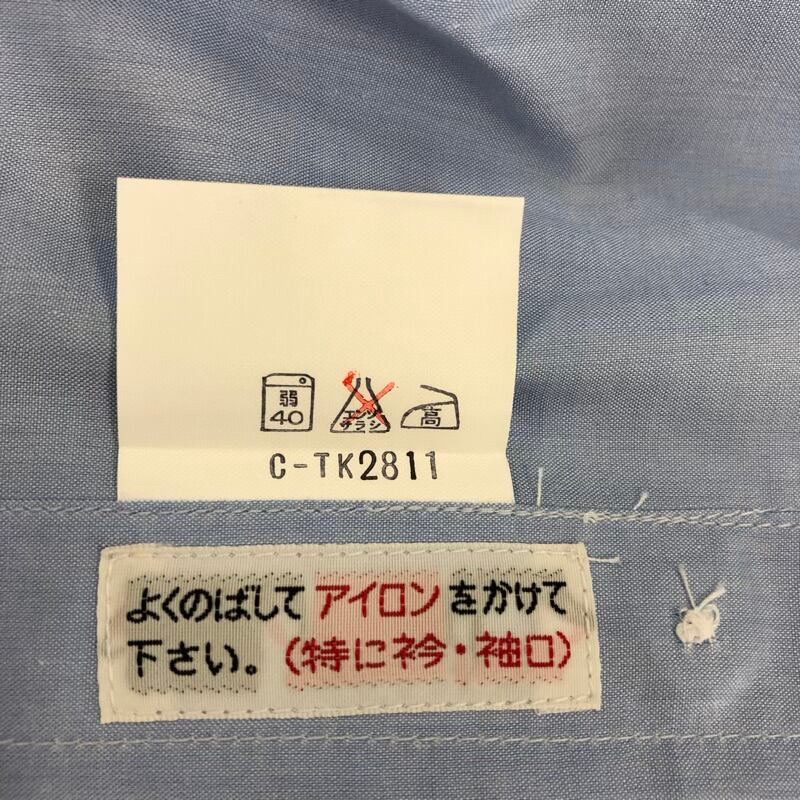 弱
40
エンソ
サラシ
高
C-TK2811
よくのばしてアイロンをかけて
下さい。(特に衿・袖口)